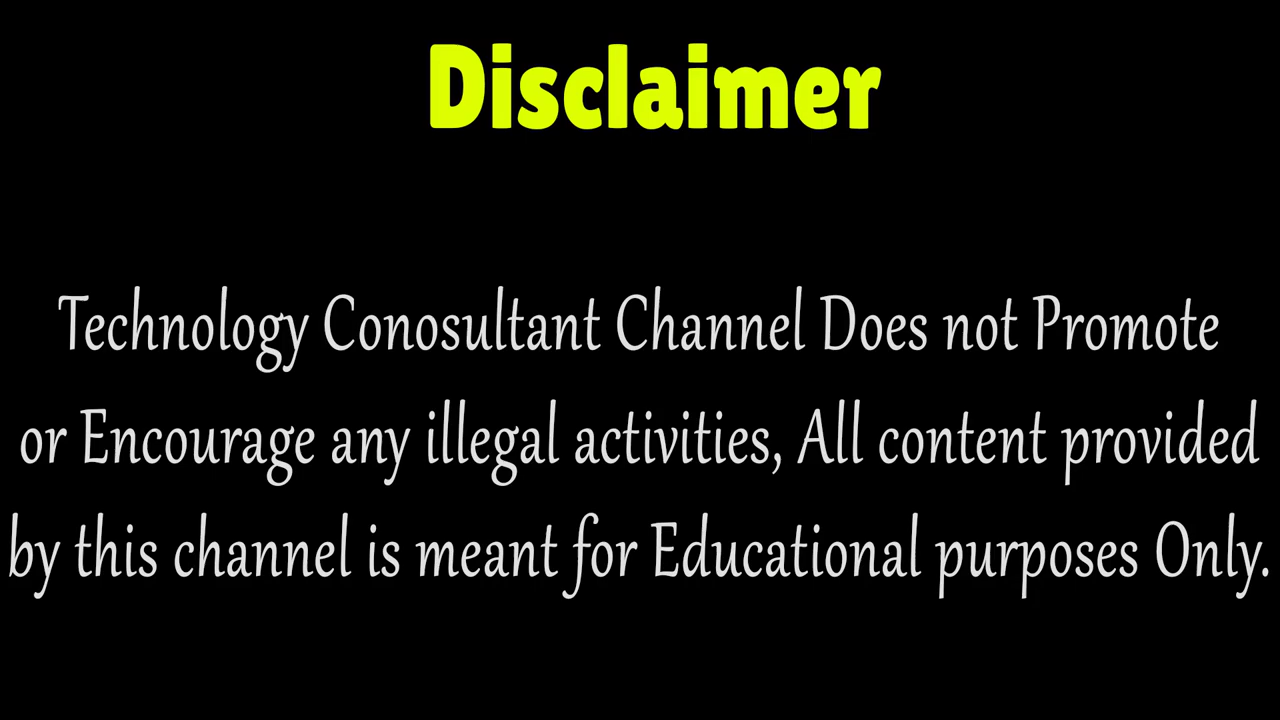 Disclaimer
Technology Conosultant Channel Does not Promote
or Encourage any illegal activities, All content provided
by this channel is meant for Educational purposes Only.